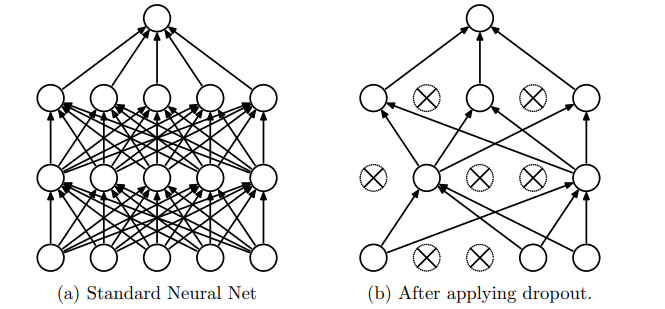 (a) Standard Neural Net
(b) After applying dropout.